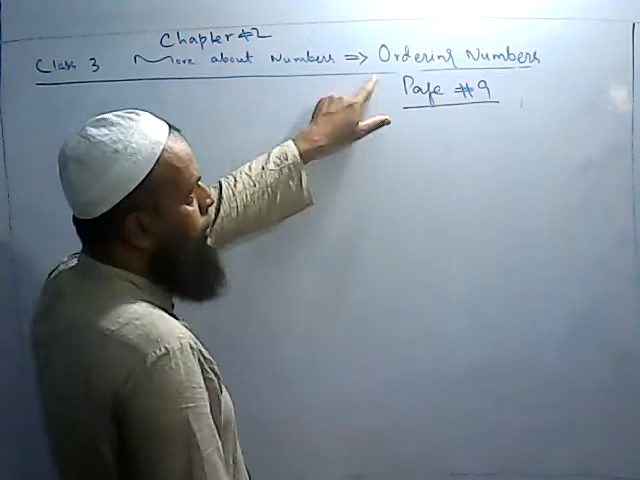 Chapter #2
Class 3 More about Numbers ⇒ Ordering Numbers
Page #9